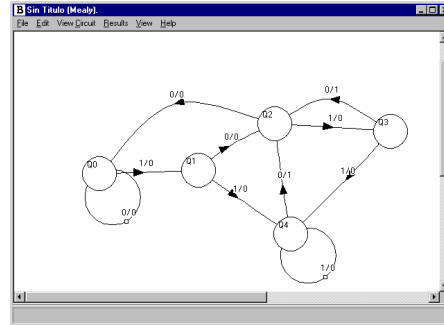 B Sin Titulo (Mealy).
File Edit View Circuit Results View Help
0/0
0/1
Q2
Q3
0/0
1/0
Q0
1/0
Q1
0/1
1/0
1/0
0/0
Q4
1/0